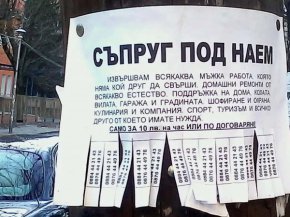 СЪПРУГ ПОД НАЕМ
ИЗВЪРШВАМ ВСЯКАКВА МЪЖКА РАБОТА КОЯТО
НЯМА КОЙ ДРУГ ДА СВЪРШИ. ДОМАШНИ РЕМОНТИ ОТ
ВСЯКАКВО ЕСТЕСТВО. ПОДДРЪЖКА НА ДОМА, КОЛАТА,
ВИЛАТА, ГАРАЖА И ГРАДИНАТА. ШОФИРАНЕ И ОХРАНА.
КУЛИНАРИЯ И КОМПАНИЯ. СПОРТ, ТУРИЗЪМ И ВСИЧКО
ДРУГО ОТ КОЕТО ИМАТЕ НУЖДА.
САМО ЗА 10 лв. НА ЧАС ИЛИ ПО ДОГОВАРЯНЕ